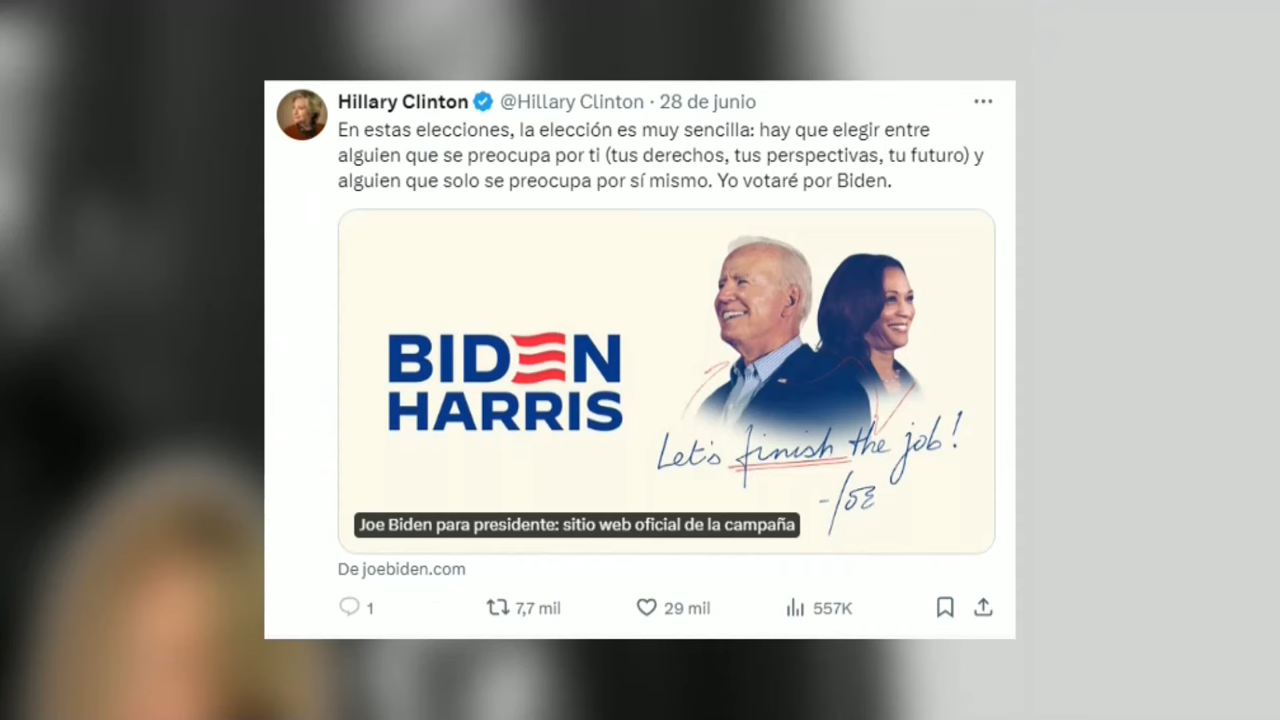 Hillary Clinton @Hillary Clinton · 28 de junio
En estas elecciones, la elección es muy sencilla: hay que elegir entre
alguien que se preocupa por ti (tus derechos, tus perspectivas, tu futuro) y
alguien que solo se preocupa por sí mismo. Yo votaré por Biden.
BIDEN
HARRIS
Let's finish the job!
-JOE
Joe Biden para presidente: sitio web oficial de la campaña
De joebiden.com
1 7,7 mil 29 mil 557K